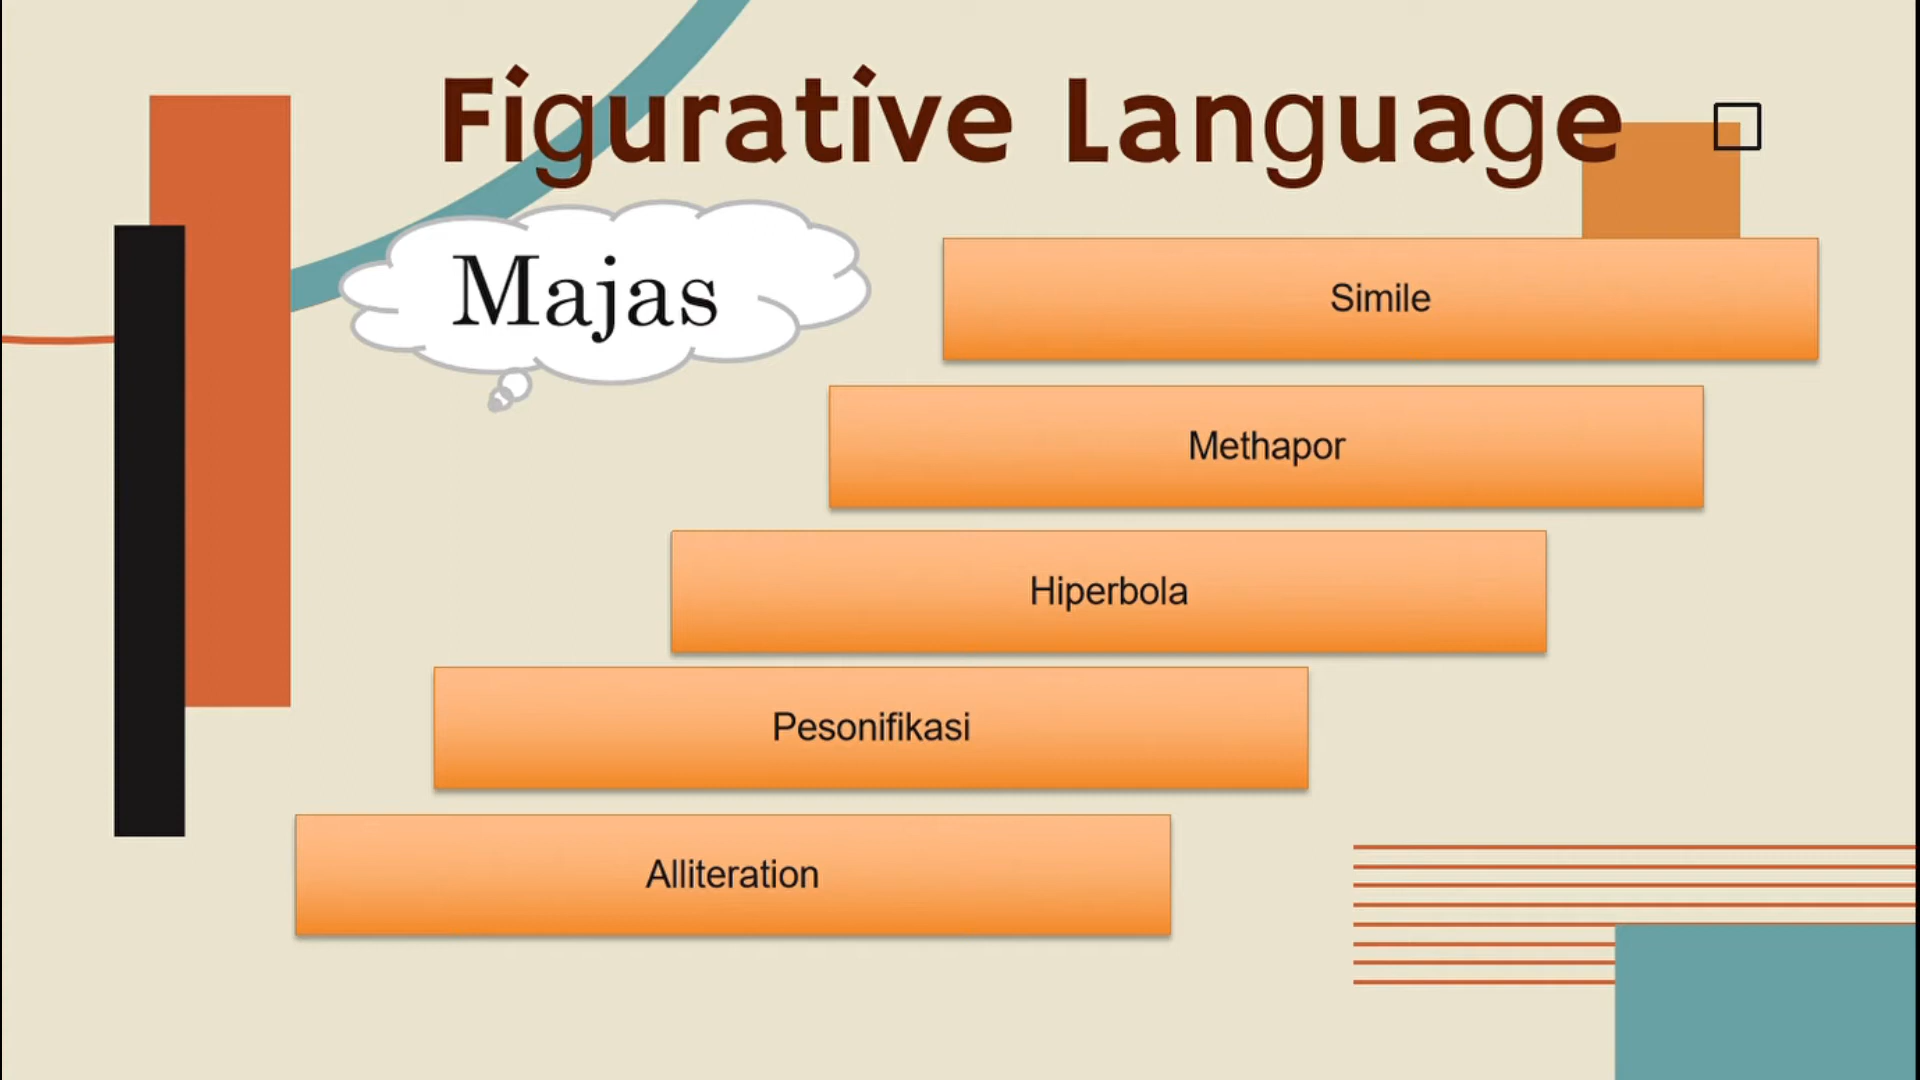 Figurative Language
Majas
Simile
Methapor
Hiperbola
Pesonifikasi
Alliteration